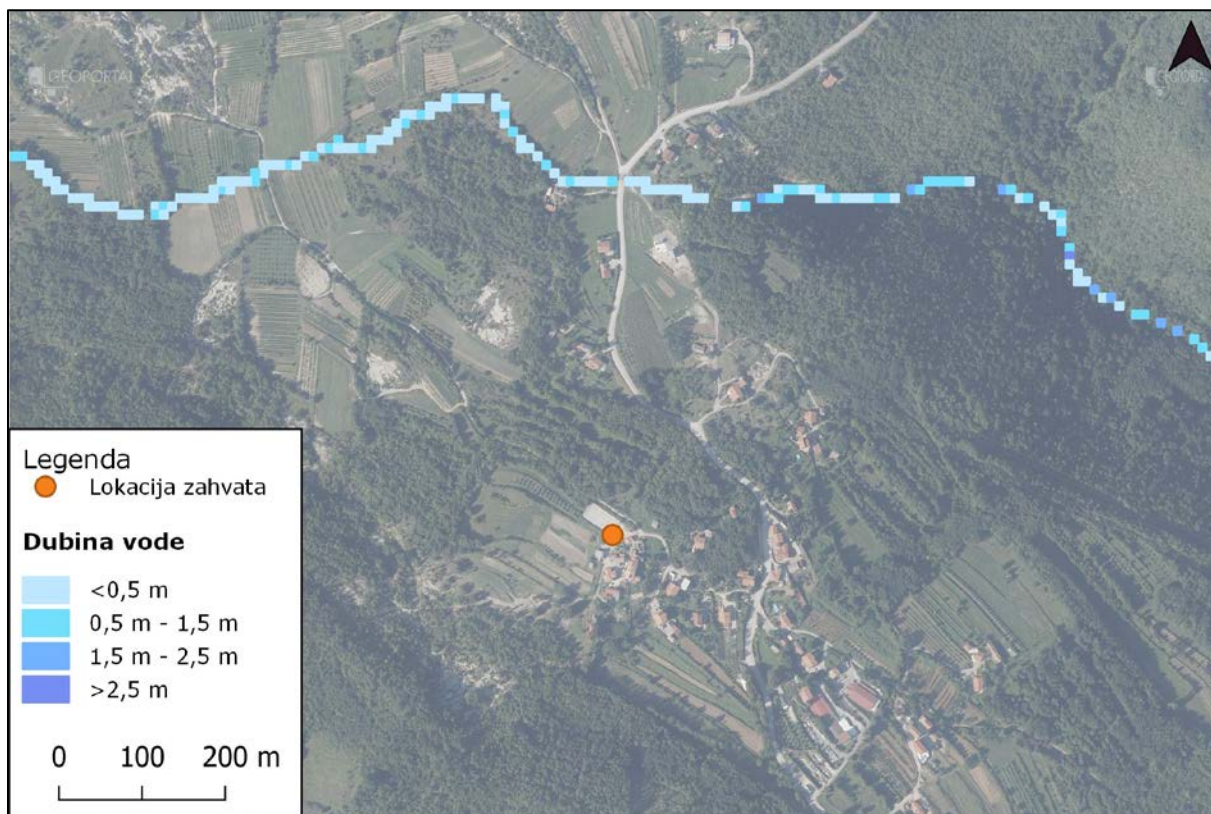 GEOPORTAL
Legenda
Lokacija zahvata
Dubina vode
<0,5 m
0,5 m - 1,5 m
1,5 m - 2,5 m
>2,5 m
0 100 200 m